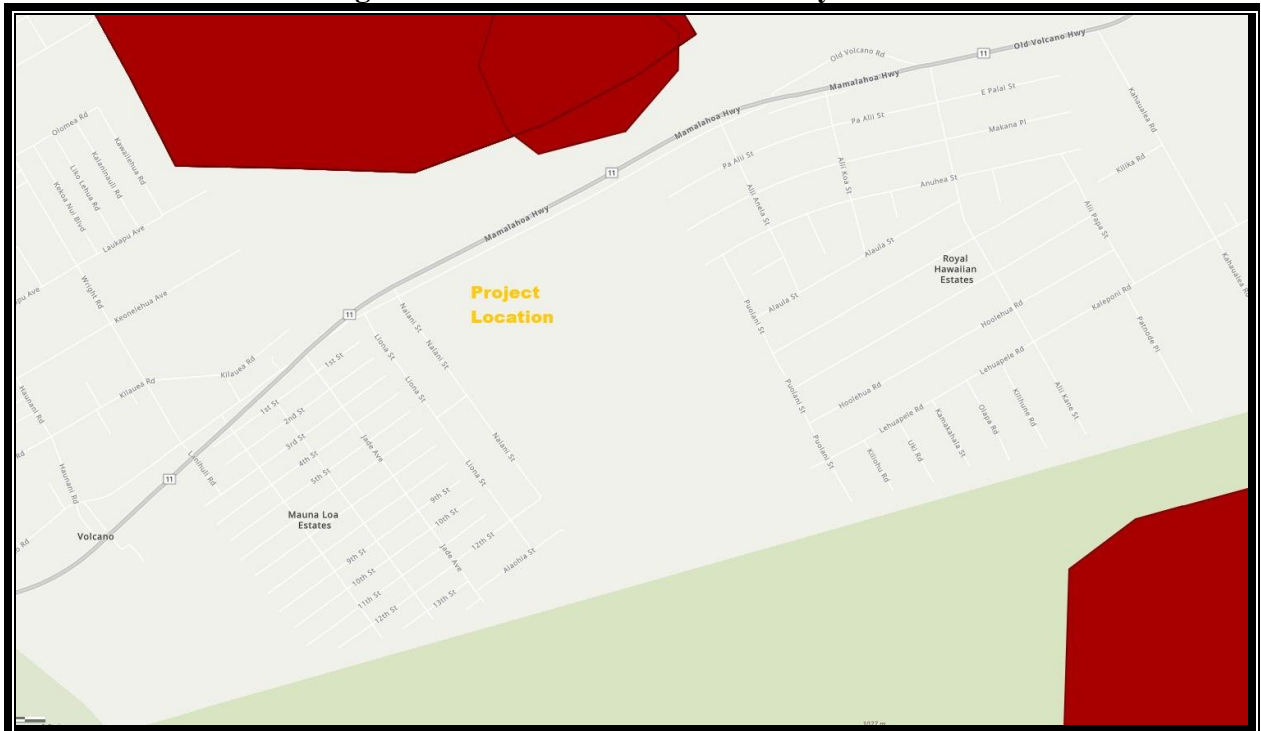 Old Volcano Hwy
11
Old Volcano Rd
Mamalahoa Hwy
E Palai St
Kahaualea Rd
Pa Alii St
Makana Pl
Olomea Rd
Kawailehua Rd
Kalaninauli Rd
Liko Lehua Rd
Kekoa Nui Blvd
Laukapu Ave
Mamalahoa Hwy
11
Pa Alii St
Alii Koa St
Kilika Rd
Anuhea St
Alii Anela St
Alii Papa St
Mamalahoa Hwy
Alaula St
Royal
Hawaiian
Estates
Kahaualea Rd
Wright Rd
Keonelehua Ave
Project
Location
Nalani St
Nalani St
Puolani St
Alaula St
Hoolehua Rd
Kaleponi Rd
Patnode Pl
11
Liona St
Liona St
1st St
Kilauea Rd
Kilauea Rd
Lehuapele Rd
Puolani St
Hoolehua Rd
Alii Kane St
Haunani Rd
1st St
2nd St
3rd St
4th St
5th St
Jade Ave
Nalani St
Lehuapele Rd
Kamakahala St
Olapa Rd
Kilihune Rd
Puolani St
Kiliohu Rd
Uki Rd
Lanihuli Rd
11
Haunani Rd
Liona St
9th St
10th St
12th St
Mauna Loa
Estates
Volcano
Jade Ave
Alaohia St
9th St
10th St
11th St
12th St
13th St